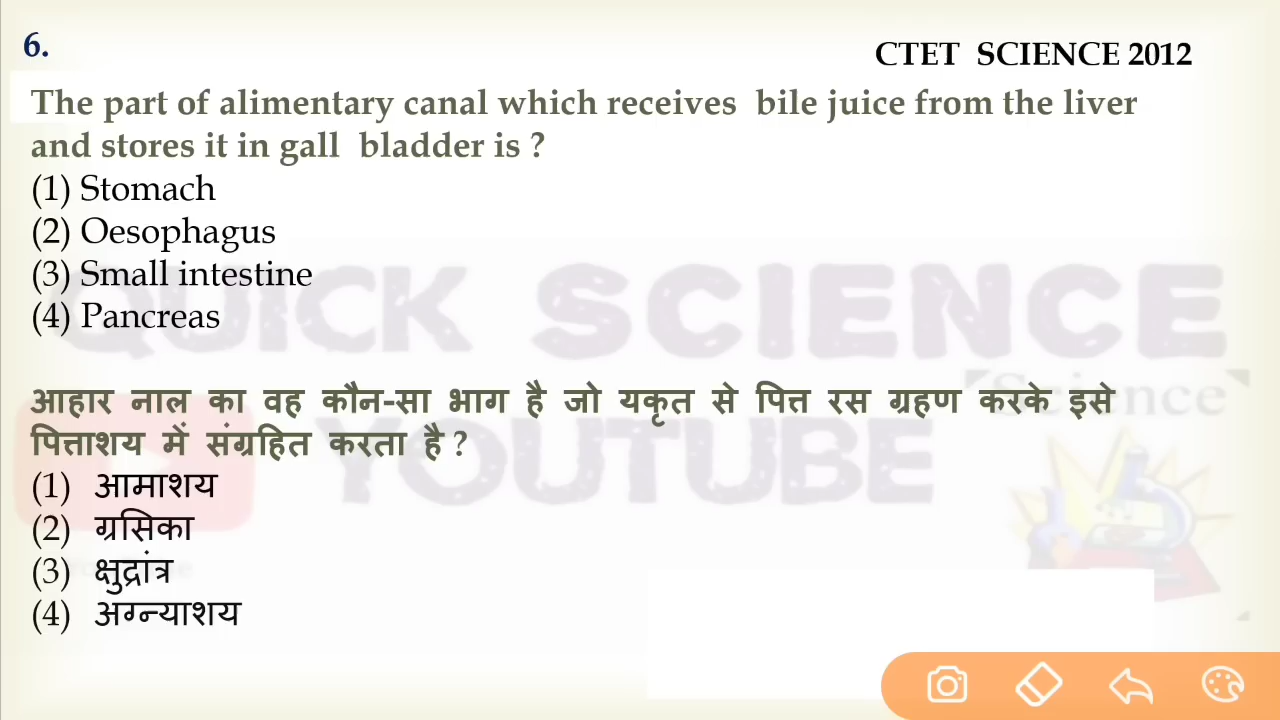 6.
CTET SCIENCE 2012
The part of alimentary canal which receives bile juice from the liver
and stores it in gall bladder is ?
(1) Stomach
(2) Oesophagus
(3) Small intestine
(4) Pancreas
QUICK SCIENCE
Science
YOUTUBE
आहार नाल का वह कौन-सा भाग है जो यकृत से पित्त रस ग्रहण करके इसे
पित्ताशय में संग्रहित करता है ?
(1) आमाशय
(2) ग्रसिका
(3) क्षुद्रांत्र
(4) अग्न्याशय